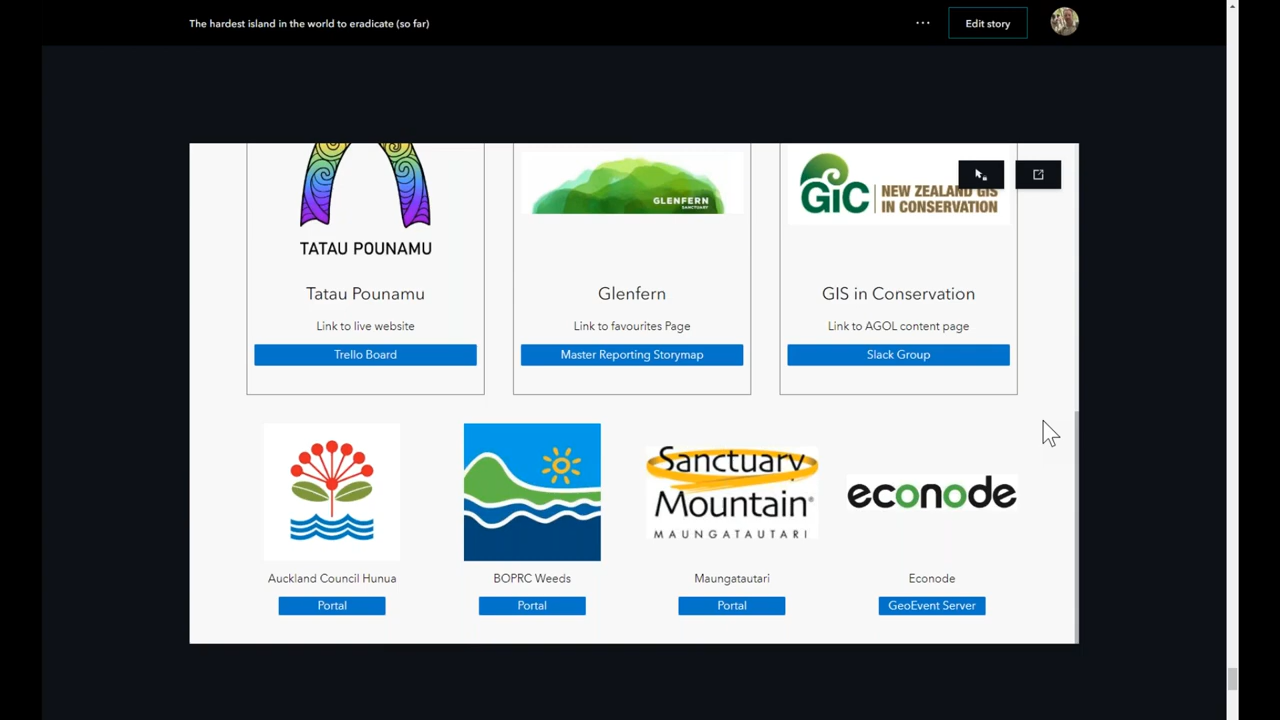 The hardest island in the world to eradicate (so far)
Edit story
TATAU POUNAMU
GLENFERN
SANCTUARY
GIC
NEW ZEALAND GIS
IN CONSERVATION
Tatau Pounamu
Glenfern
GIS in Conservation
Link to live website
Link to favourites Page
Link to AGOL content page
Trello Board
Master Reporting Storymap
Slack Group
Sanctuary
Mountain®
MAUNGATAUTARI
econode
Auckland Council Hunua
BOPRC Weeds
Maungatautari
Econode
Portal
Portal
Portal
GeoEvent Server